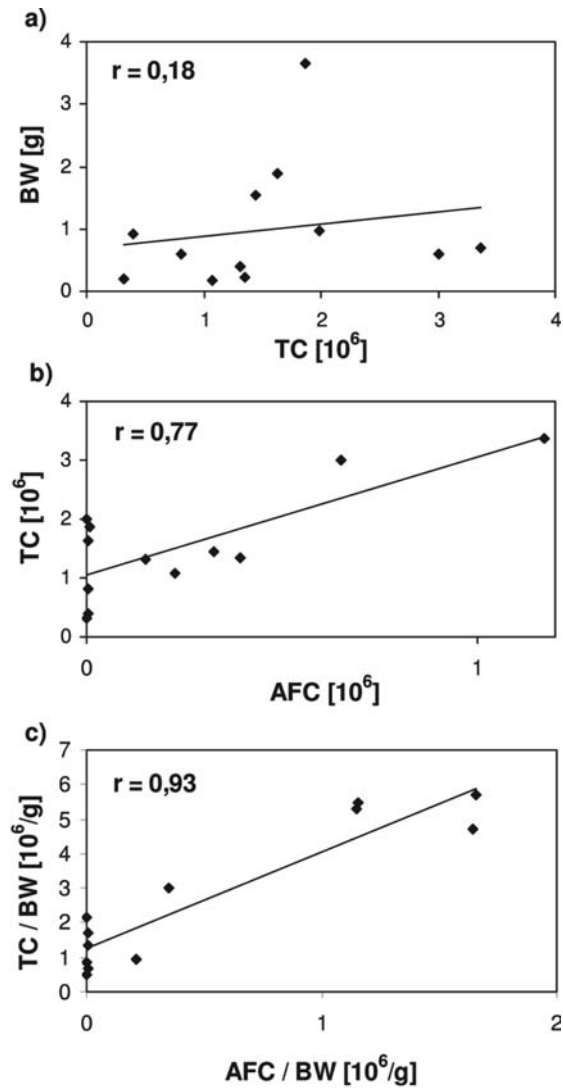 a)
4
r = 0,18
3
BW [g]
2
1
0
0 1 2 3 4
TC [10⁶]
b)
4
r = 0,77
3
TC [10⁶]
2
1
0
0 1
AFC [10⁶]
c)
7
r = 0,93
6
5
TC / BW [10⁶/g]
4
3
2
1
0
0 1 2
AFC / BW [10⁶/g]